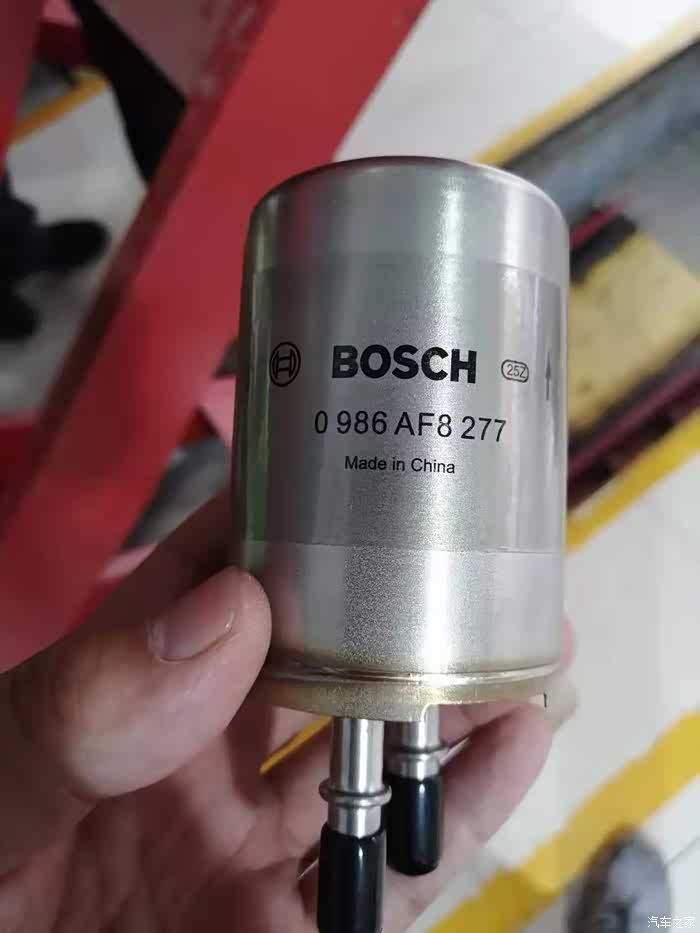 BOSCH 25Z
0 986 AF8 277
Made in China
汽车之家